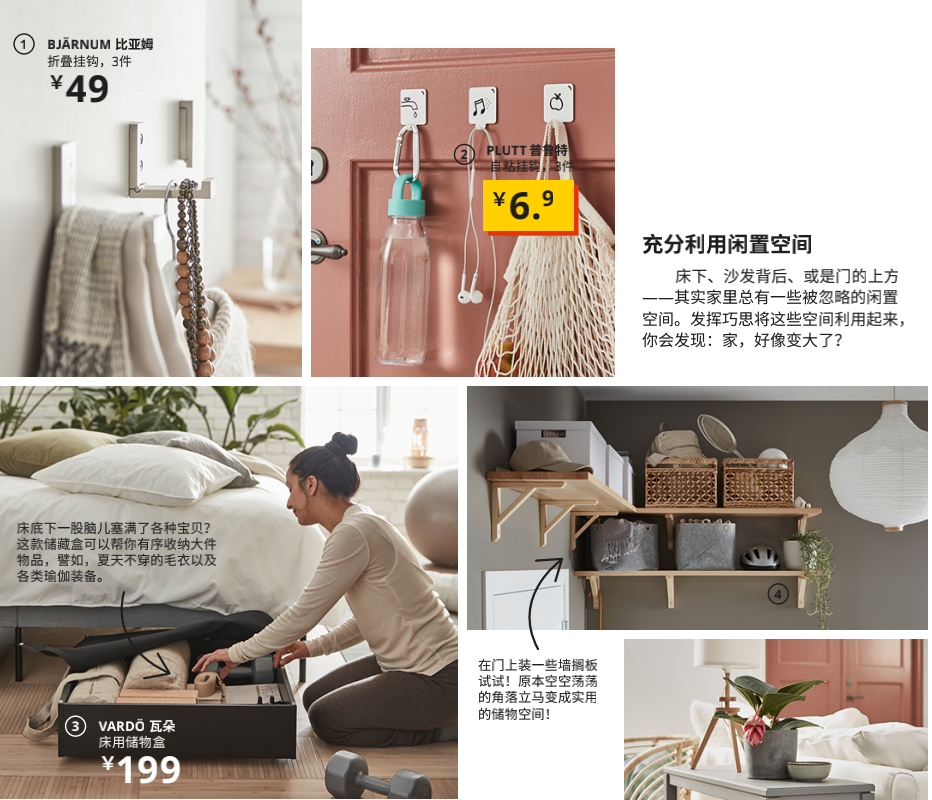 1 BJÄRNUM 比亚姆
折叠挂钩，3件
¥49
2 PLUTT 普鲁特
自粘挂钩，3件
¥6.9
充分利用闲置空间
床下、沙发背后、或是门的上方
——其实家里总有一些被忽略的闲置
空间。发挥巧思将这些空间利用起来，
你会发现：家，好像变大了？
床底下一股脑儿塞满了各种宝贝？
这款储藏盒可以帮你有序收纳大件
物品，譬如，夏天不穿的毛衣以及
各类瑜伽装备。
3 VARDÖ 瓦朵
床用储物盒
¥199
4
在门上装一些墙搁板
试试！原本空空荡荡
的角落立马变成实用
的储物空间！